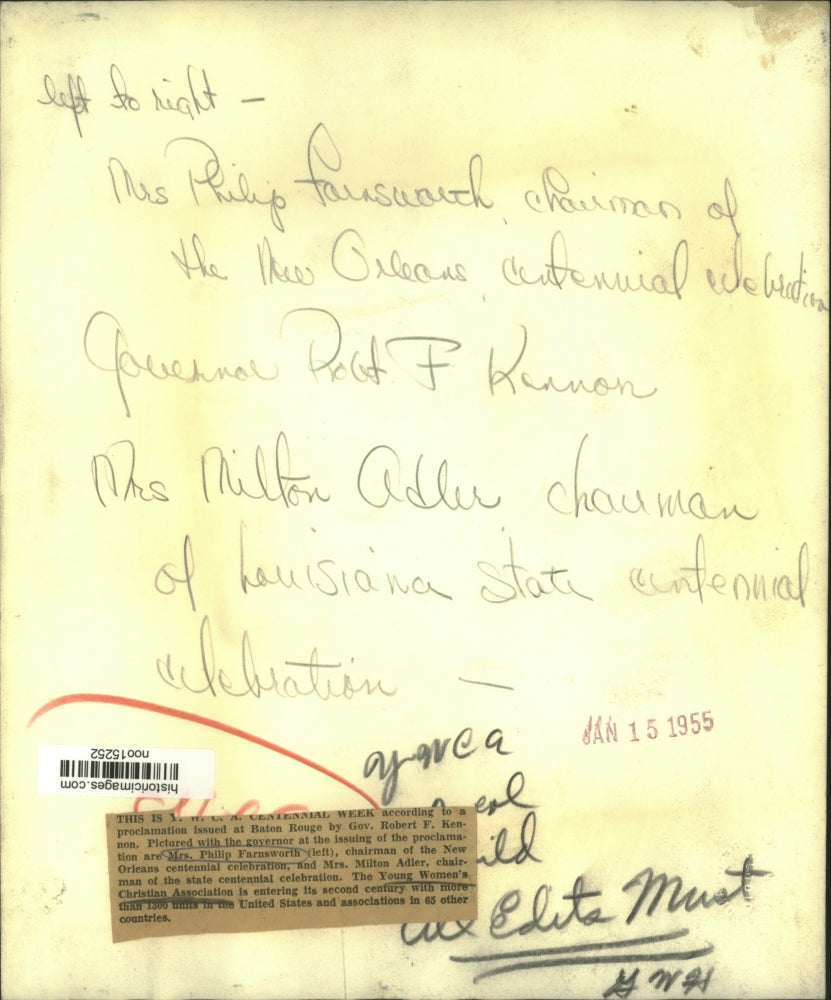 left to right –
Mrs Philip Farnsworth, chairman of
the New Orleans centennial celebration
Governor Robt F Kennon
Mrs Milton Adler chairman
of Louisiana State centennial
celebration –
JAN 15 1955
YWCA
noo15252
historicimages.com
THIS IS Y. W. C. A. CENTENNIAL WEEK according to a
proclamation issued at Baton Rouge by Gov. Robert F. Ken-
non. Pictured with the governor at the issuing of the proclama-
tion are Mrs. Philip Farnsworth (left), chairman of the New
Orleans centennial celebration, and Mrs. Milton Adler, chair-
man of the state centennial celebration. The Young Women's
Christian Association is entering its second century with more
than 1300 units in the United States and associations in 65 other
countries.
All Edits Must